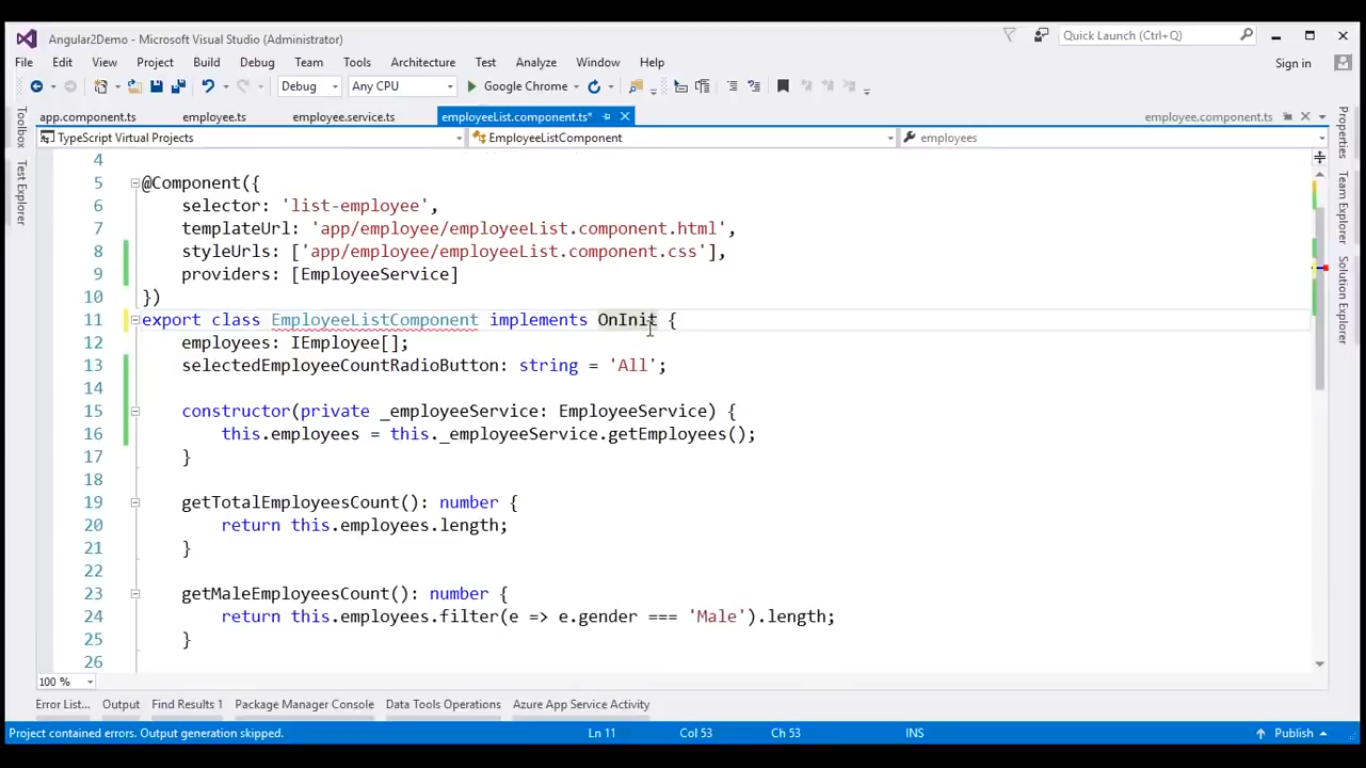 Angular2Demo - Microsoft Visual Studio (Administrator)
Quick Launch (Ctrl+Q)
File Edit View Project Build Debug Team Tools Architecture Test Analyze Window Help
Sign in
Debug Any CPU Google Chrome
app.component.ts employee.ts employee.service.ts employeeList.component.ts* employee.component.ts
TypeScript Virtual Projects EmployeeListComponent employees
Toolbox
Test Explorer
Properties
Team Explorer
Solution Explorer
4
5 @Component({
6 selector: 'list-employee',
7 templateUrl: 'app/employee/employeeList.component.html',
8 styleUrls: ['app/employee/employeeList.component.css'],
9 providers: [EmployeeService]
10 })
11 export class EmployeeListComponent implements OnInit {
12 employees: IEmployee[];
13 selectedEmployeeCountRadioButton: string = 'All';
14
15 constructor(private _employeeService: EmployeeService) {
16 this.employees = this._employeeService.getEmployees();
17 }
18
19 getTotalEmployeesCount(): number {
20 return this.employees.length;
21 }
22
23 getMaleEmployeesCount(): number {
24 return this.employees.filter(e => e.gender === 'Male').length;
25 }
26
100 %
Error List... Output Find Results 1 Package Manager Console Data Tools Operations Azure App Service Activity
Project contained errors. Output generation skipped. Ln 11 Col 53 Ch 53 INS Publish